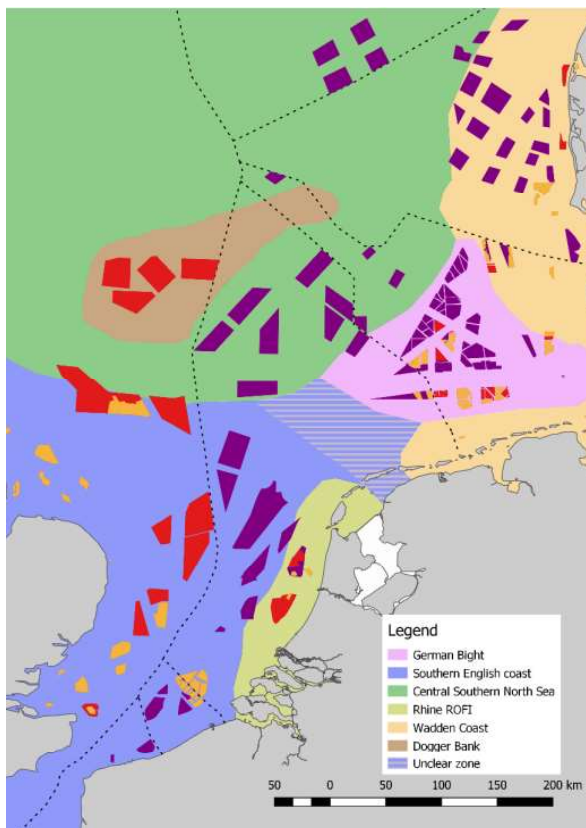 Legend
German Bight
Southern English coast
Central Southern North Sea
Rhine ROFI
Wadden Coast
Dogger Bank
Unclear zone
50 0 50 100 150 200 km